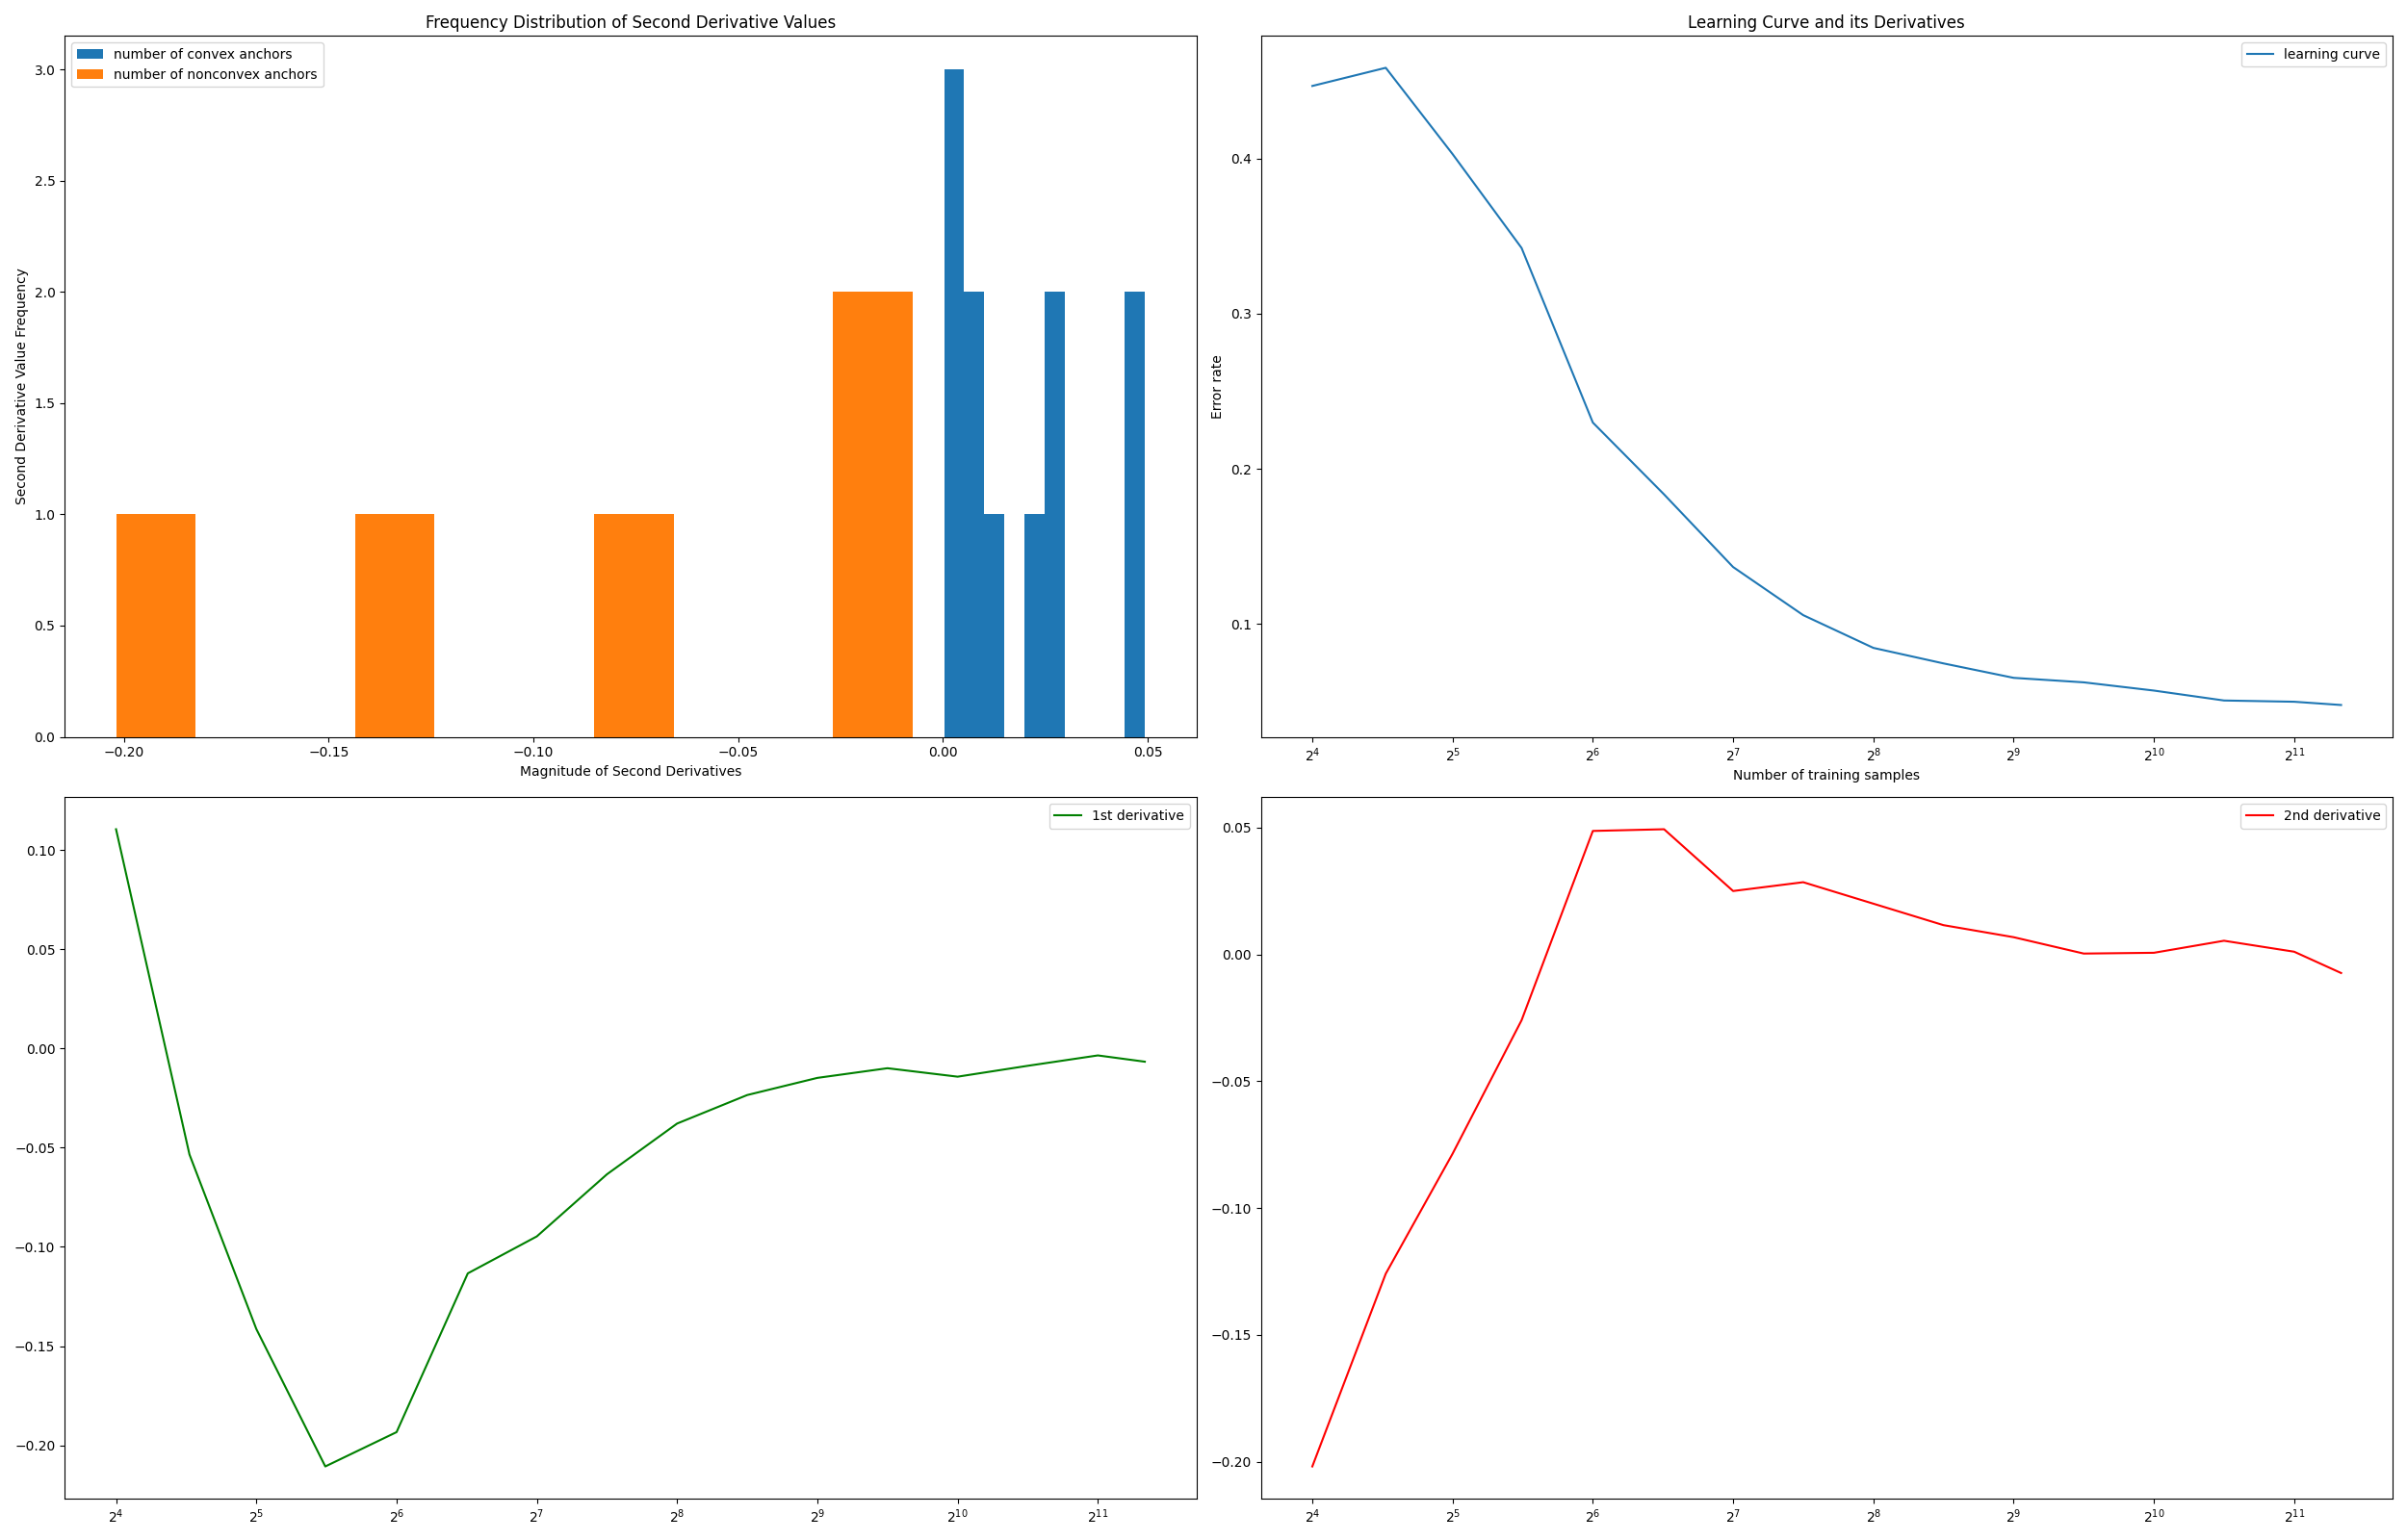 Frequency Distribution of Second Derivative Values
number of convex anchors
number of nonconvex anchors
3.0
2.5
2.0
1.5
1.0
0.5
0.0
Second Derivative Value Frequency
−0.20 −0.15 −0.10 −0.05 0.00 0.05
Magnitude of Second Derivatives
Learning Curve and its Derivatives
learning curve
0.4
0.3
0.2
0.1
Error rate
2⁴ 2⁵ 2⁶ 2⁷ 2⁸ 2⁹ 2¹⁰ 2¹¹
Number of training samples
1st derivative
0.10
0.05
0.00
−0.05
−0.10
−0.15
−0.20
2⁴ 2⁵ 2⁶ 2⁷ 2⁸ 2⁹ 2¹⁰ 2¹¹
2nd derivative
0.05
0.00
−0.05
−0.10
−0.15
−0.20
2⁴ 2⁵ 2⁶ 2⁷ 2⁸ 2⁹ 2¹⁰ 2¹¹